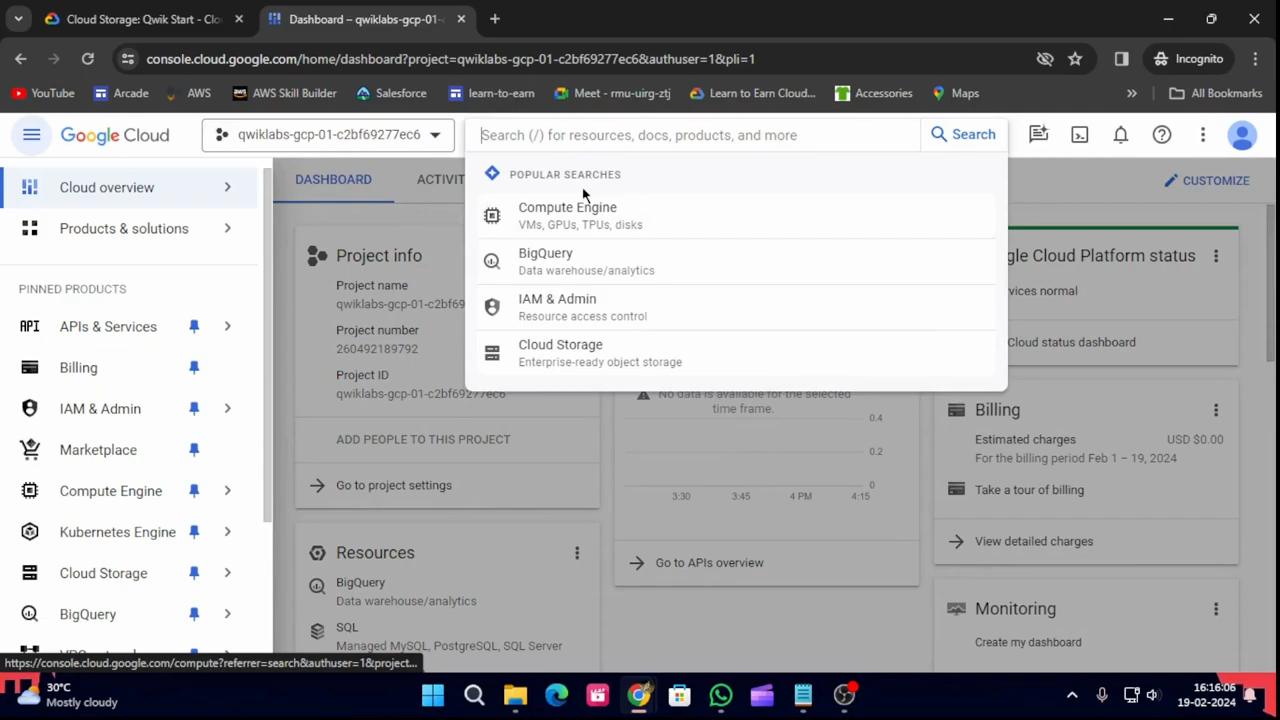 Cloud Storage: Qwik Start - Clo
Dashboard – qwiklabs-gcp-01-
console.cloud.google.com/home/dashboard?project=qwiklabs-gcp-01-c2bf69277ec6&authuser=1&pli=1
Incognito
YouTube
Arcade
AWS
AWS Skill Builder
Salesforce
learn-to-earn
Meet - rmu-uirg-ztj
Learn to Earn Cloud...
Accessories
Maps
»
All Bookmarks
Google Cloud
qwiklabs-gcp-01-c2bf69277ec6
Search (/) for resources, docs, products, and more
Search
Cloud overview
Products & solutions
PINNED PRODUCTS
API APIs & Services
Billing
IAM & Admin
Marketplace
Compute Engine
Kubernetes Engine
Cloud Storage
BigQuery
DASHBOARD
ACTIVIT
CUSTOMIZE
POPULAR SEARCHES
Compute Engine
VMs, GPUs, TPUs, disks
BigQuery
Data warehouse/analytics
IAM & Admin
Resource access control
Cloud Storage
Enterprise-ready object storage
Project info
Project name
qwiklabs-gcp-01-c2bf69
Project number
260492189792
Project ID
qwiklabs-gcp-01-c2bf69277ec6
ADD PEOPLE TO THIS PROJECT
Go to project settings
Resources
BigQuery
Data warehouse/analytics
SQL
Managed MySQL, PostgreSQL, SQL Server
No data is available for the selected
time frame.
0.4
0.2
0
3:30
3:45
4 PM
4:15
Go to APIs overview
gle Cloud Platform status
vices normal
Cloud status dashboard
Billing
Estimated charges
USD $0.00
For the billing period Feb 1 – 19, 2024
Take a tour of billing
View detailed charges
Monitoring
Create my dashboard
https://console.cloud.google.com/compute?referrer=search&authuser=1&project...
30°C
Mostly cloudy
16:16:06
19-02-2024